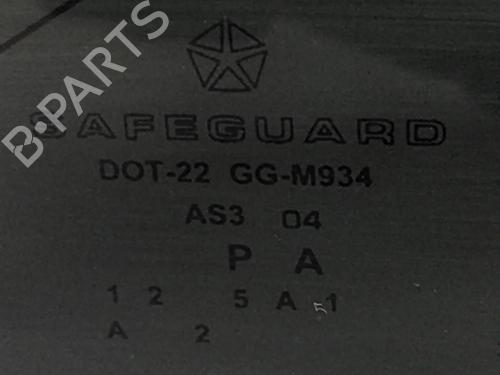 B-PARTS
SAFEGUARD
DOT-22 GG-M934
AS3 04
P A
1 2 5 A 1
A 2